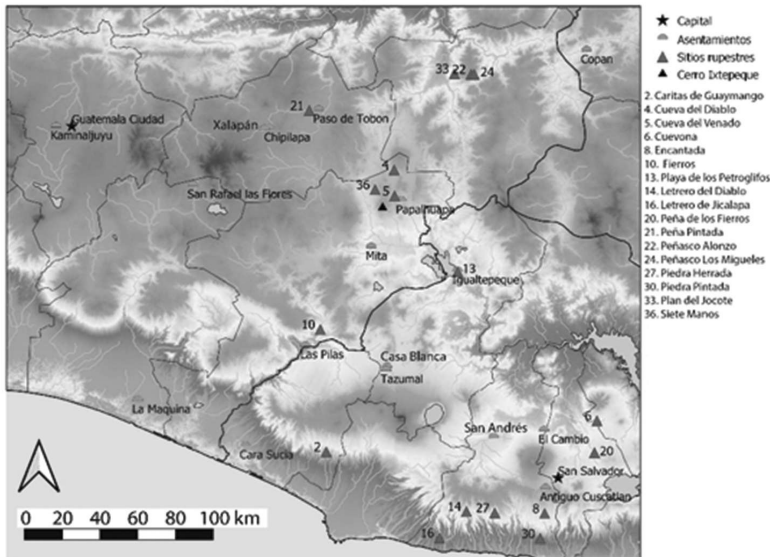 Copan
33 22 24
21
Paso de Tobon
Xalapán
Chipilapa
Guatemala Ciudad
Kaminaljuyu
4
36
5
Papalhuapa
San Rafael las Flores
Mita
13
Igualtepeque
10
Las Pilas
Casa Blanca
Tazumal
La Maquina
San Andrés
El Cambio
6
Cara Sucia
2
20
San Salvador
Antiguo Cuscatlan
14
27
8
16
30
0 20 40 60 80 100 km
Capital
Asentamientos
Sitios rupestres
Cerro Ixtepeque
2. Caritas de Guaymango
4. Cueva del Diablo
5. Cueva del Venado
6. Cuevona
8. Encantada
10. Fierros
13. Playa de los Petroglifos
14. Letrero del Diablo
16. Letrero de Jicalapa
20. Peña de los Fierros
21. Peña Pintada
22. Peñasco Alonzo
24. Peñasco Los Migueles
27. Piedra Herrada
30. Piedra Pintada
33. Plan del Jocote
36. Siete Manos